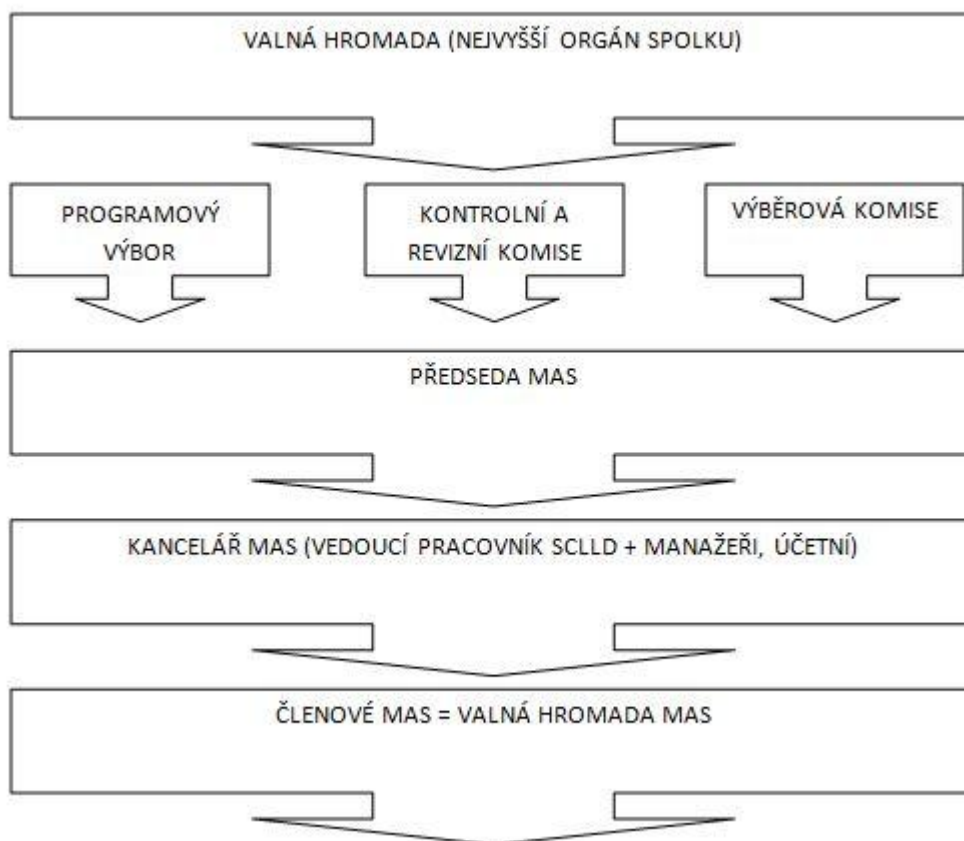 VALNÁ HROMADA (NEJVYŠŠÍ ORGÁN SPOLKU)
PROGRAMOVÝ
VÝBOR
KONTROLNÍ A
REVIZNÍ KOMISE
VÝBĚROVÁ KOMISE
PŘEDSEDA MAS
KANCELÁŘ MAS (VEDOUCÍ PRACOVNÍK SCLLD + MANAŽEŘI, ÚČETNÍ)
ČLENOVÉ MAS = VALNÁ HROMADA MAS